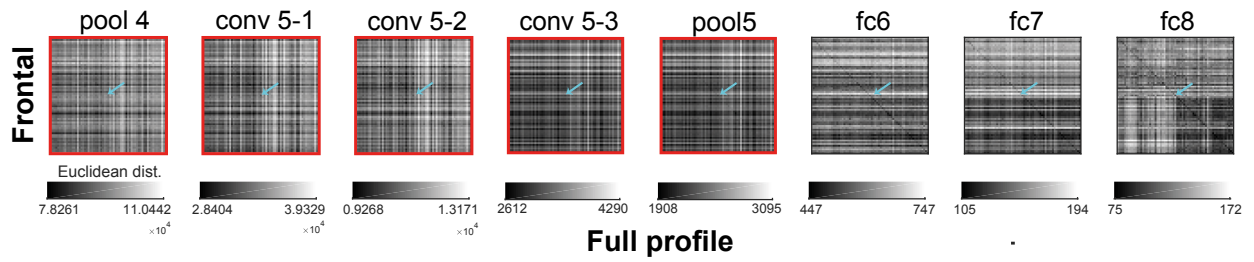 pool 4 conv 5-1 conv 5-2 conv 5-3 pool5 fc6 fc7 fc8
Frontal
Euclidean dist.
7.8261 11.0442 2.8404 3.9329 0.9268 1.3171 2612 4290 1908 3095 447 747 105 194 75 172
×10⁴ ×10⁴ ×10⁴
Full profile